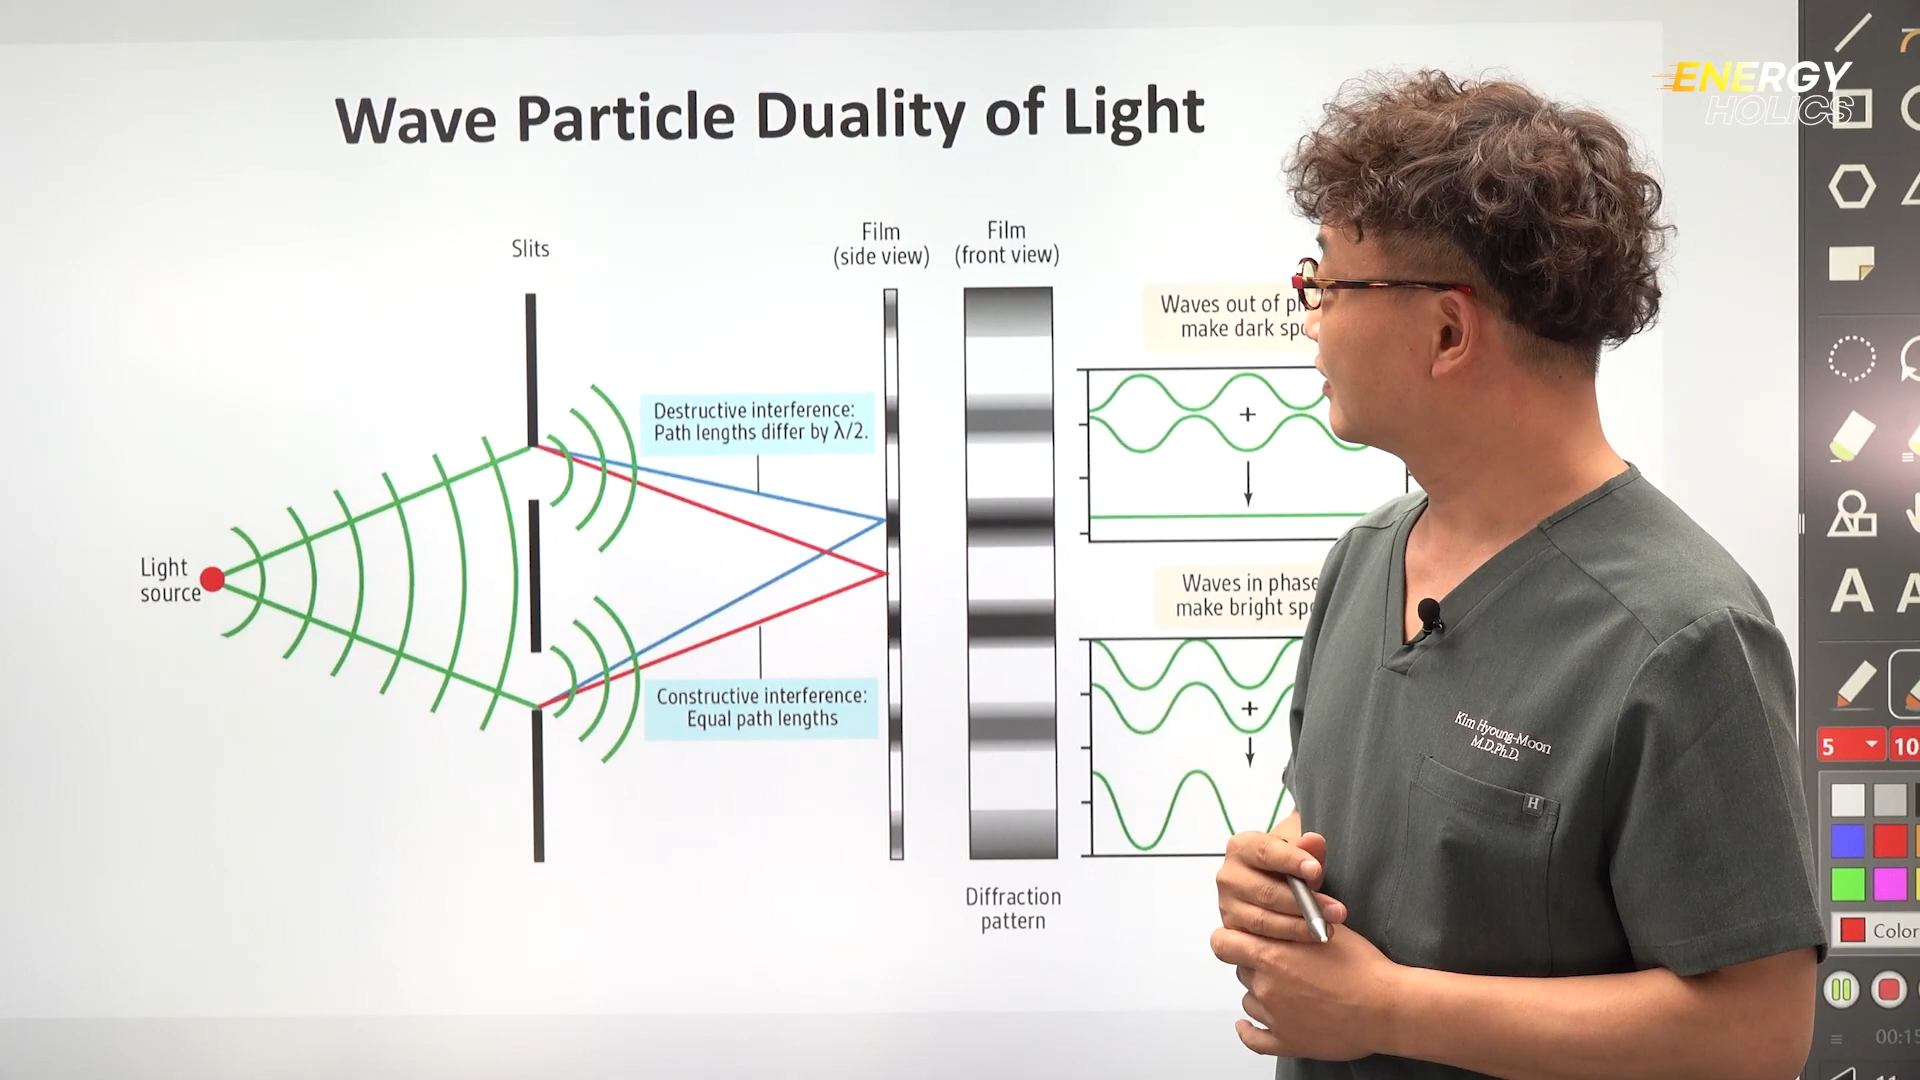 ENERGY
HOLICS
Wave Particle Duality of Light
Slits
Film
(side view)
Film
(front view)
Waves out of
make dark
Destructive interference:
Path lengths differ by λ/2.
+
Light
source
Waves in phase
make bright
Constructive interference:
Equal path lengths
+
Diffraction
pattern
Kim Hyoung-Moon
M.D.Ph.D.
H
A
5
10
Color